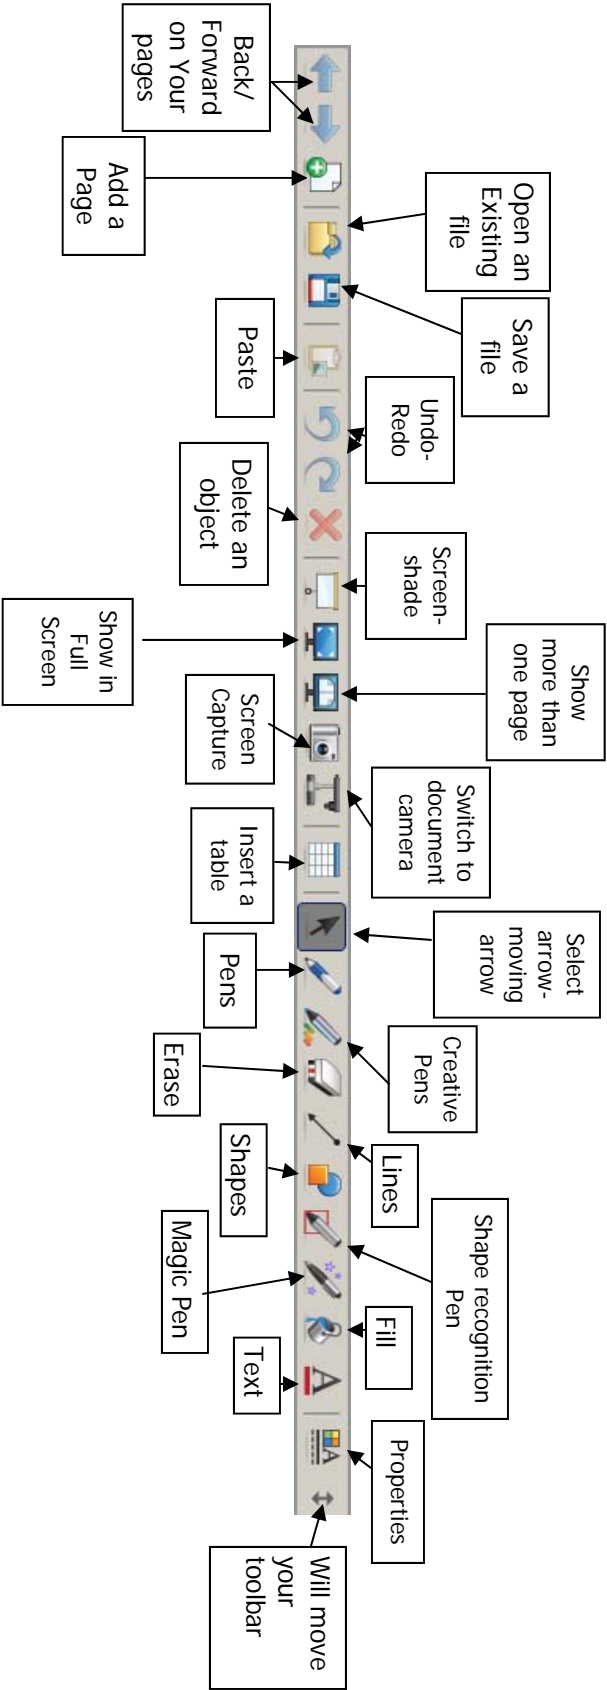 Open an
Existing
file
Save a
file
Undo-
Redo
Screen-
shade
Show
more than
one page
Switch to
document
camera
Select
arrow-
moving
arrow
Creative
Pens
Lines
Shape recognition
Pen
Fill
Properties
Back/
Forward
on Your
pages
Add a
Page
Paste
Delete an
object
Show in
Full
Screen
Screen
Capture
Insert a
table
Pens
Erase
Shapes
Magic Pen
Text
Will move
your
toolbar